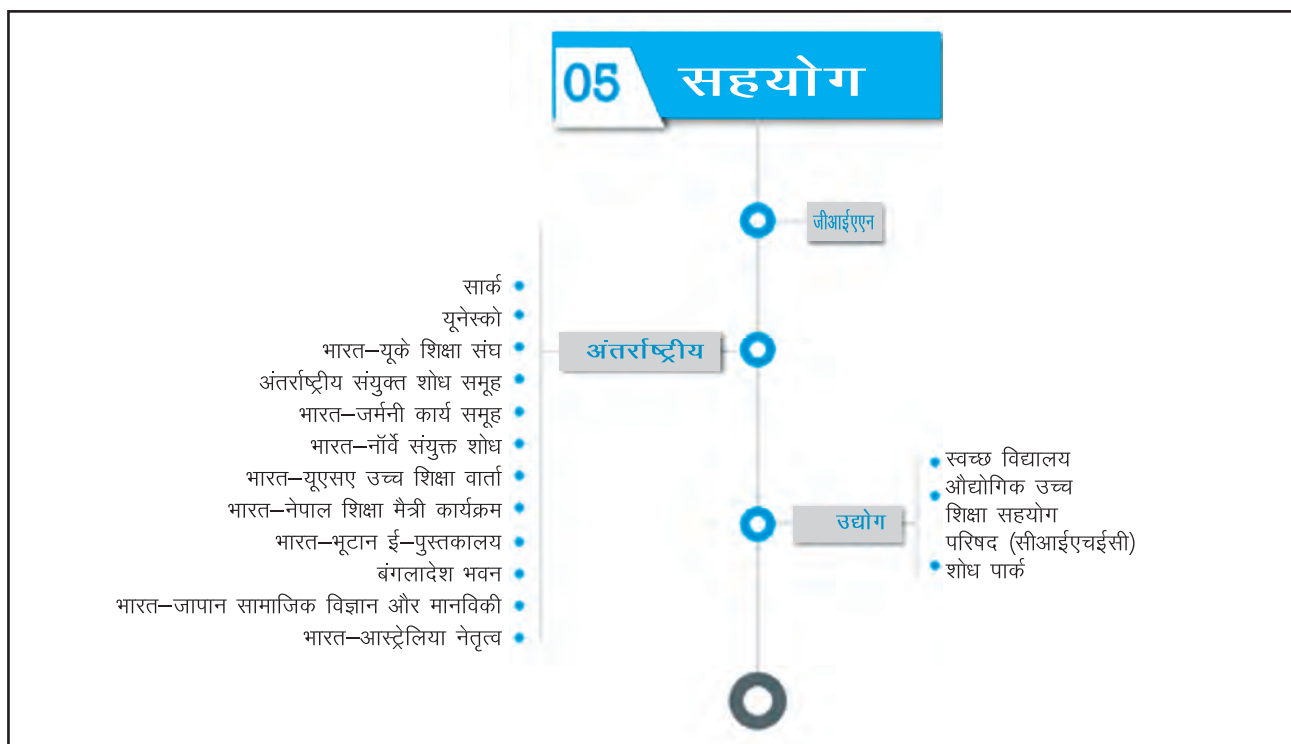 05 सहयोग
जीआईएएन
अंतर्राष्ट्रीय
सार्क
यूनेस्को
भारत–यूके शिक्षा संघ
अंतर्राष्ट्रीय संयुक्त शोध समूह
भारत–जर्मनी कार्य समूह
भारत–नॉर्वे संयुक्त शोध
भारत–यूएसए उच्च शिक्षा वार्ता
भारत–नेपाल शिक्षा मैत्री कार्यक्रम
भारत–भूटान ई–पुस्तकालय
बंगलादेश भवन
भारत–जापान सामाजिक विज्ञान और मानविकी
भारत–आस्ट्रेलिया नेतृत्व
उद्योग
स्वच्छ विद्यालय
औद्योगिक उच्च
शिक्षा सहयोग
परिषद (सीआईएचईसी)
शोध पार्क